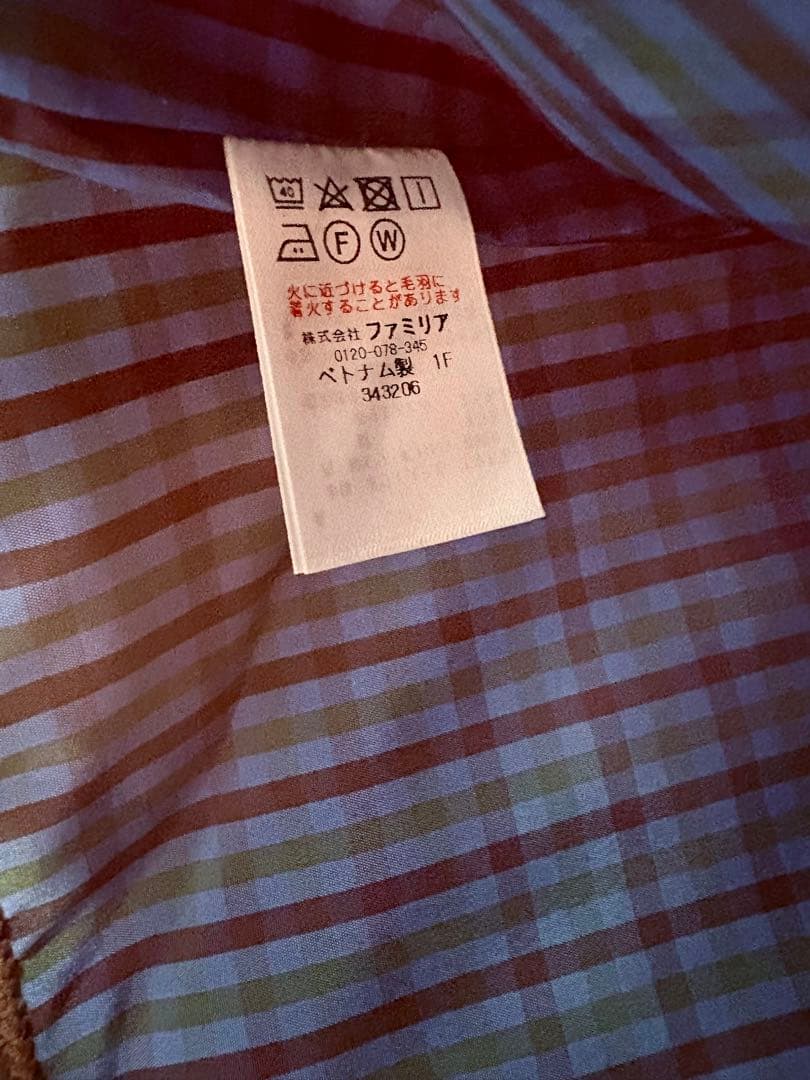 40
F W
火に近づけると毛羽に
着火することがあります
株式会社 ファミリア
0120-078-345
ベトナム製 1F
343206